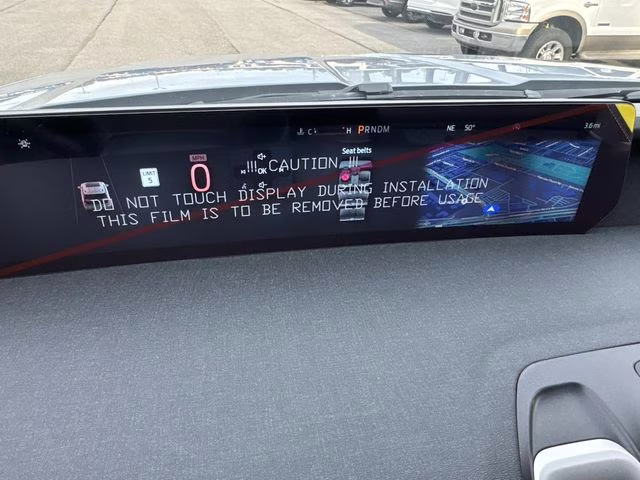 C H PRNDM NE 50° 3.6 mi
Seat belts
MPH
LIMIT
5
0
!!! CAUTION !!!
OK
DO NOT TOUCH DISPLAY DURING INSTALLATION
THIS FILM IS TO BE REMOVED BEFORE USAGE